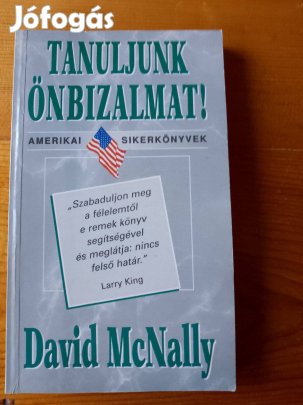 Jófogás
TANULJUNK
ÖNBIZALMAT!
AMERIKAI SIKERKÖNYVEK
„Szabaduljon meg
a félelemtől
e remek könyv
segítségével
és meglátja: nincs
felső határ.”
Larry King
David McNally